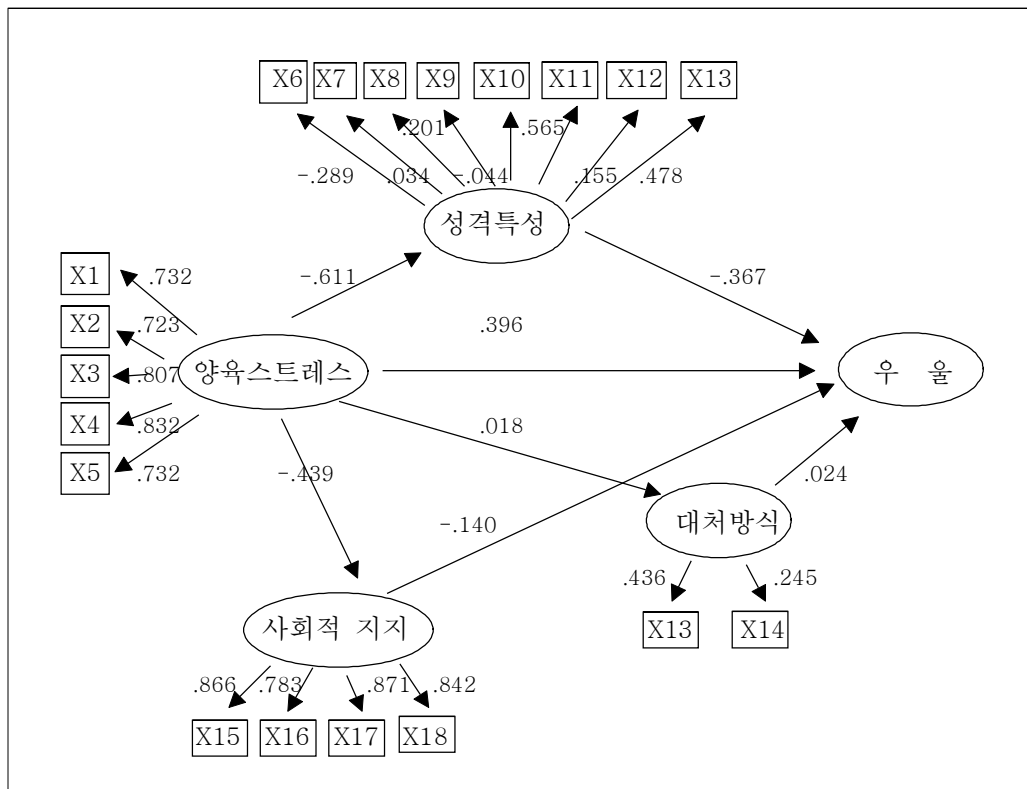 X6 X7 X8 X9 X10 X11 X12 X13
.201 .565
-.289 .034 -.044 .155 .478
성격특성
X1 .732 -.611 -.367
X2 .723 .396
X3 .807 양육스트레스 우 울
X4 .832 .018
X5 .732 -.439 .024
-.140 대처방식
.436 .245
사회적 지지 X13 X14
.866 .783 .871 .842
X15 X16 X17 X18